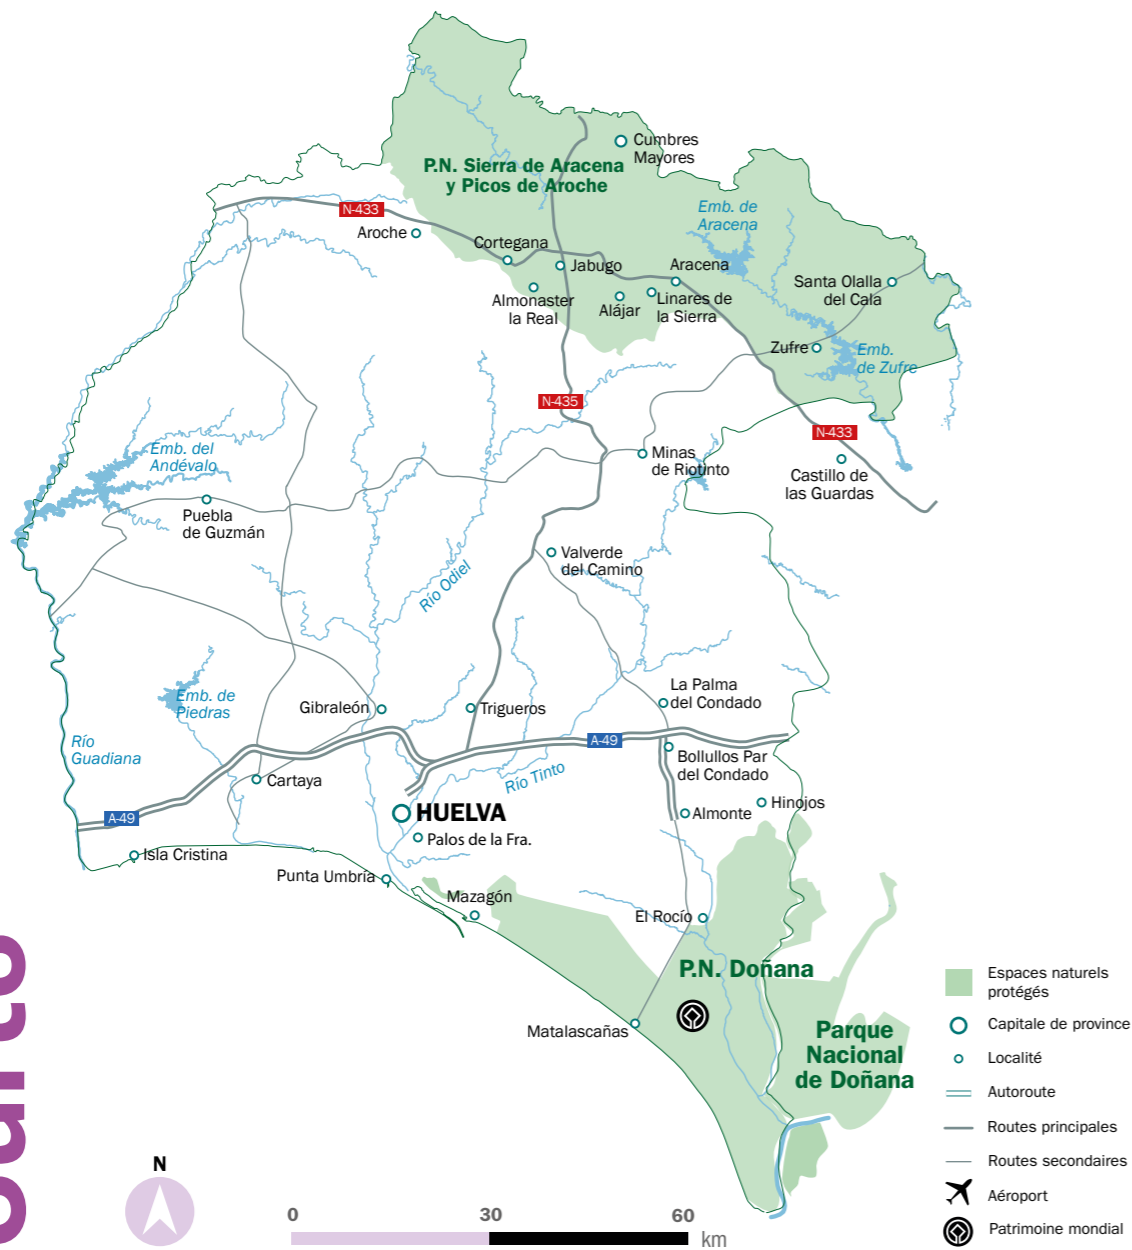 Cumbres
Mayores
P.N. Sierra de Aracena
y Picos de Aroche
Emb. de
Aracena
N-433
Aroche
Cortegana
Jabugo
Aracena
Santa Olalla
del Cala
Almonaster
la Real
Alájar
Linares de
la Sierra
Zufre
Emb.
de Zufre
N-435
N-433
Emb. del
Andévalo
Minas
de Riotinto
Castillo de
las Guardas
Puebla
de Guzmán
Valverde
del Camino
Río Odiel
Emb. de
Piedras
Gibraleón
Trigueros
La Palma
del Condado
Río
Guadiana
A-49
Bollullos Par
del Condado
Cartaya
Río Tinto
A-49
HUELVA
Almonte
Hinojos
Palos de la Fra.
Isla Cristina
Punta Umbría
Mazagón
El Rocío
P.N. Doñana
Matalascañas
Parque
Nacional
de Doñana
Espaces naturels
protégés
Capitale de province
Localité
Autoroute
Routes principales
Routes secondaires
Aéroport
Patrimoine mondial
N
0 30 60
km